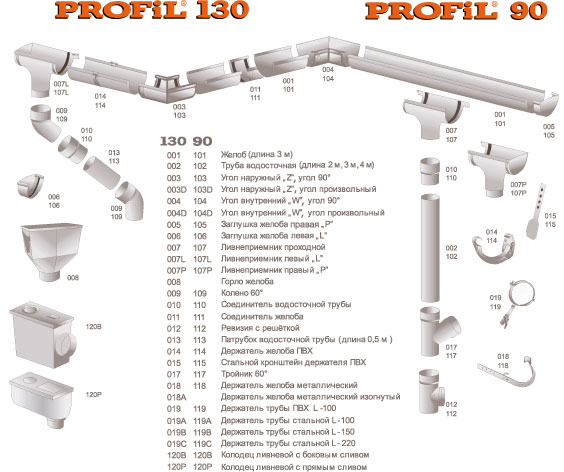 PROFiL® 130
PROFiL® 90
007L
107L
014
114
003
103
011
111
001
101
004
104
007
107
001
101
005
105
009
109
010
110
013
113
009
109
006
106
008
120B
120P
010
110
007P
107P
002
102
014
114
015
115
019
119
017
117
018
118
012
112
130 90
001 101 Желоб (длина 3 м)
002 102 Труба водосточная (длина 2 м, 3 м, 4 м)
003 103 Угол наружный „Z”, угол 90°
003D 103D Угол наружный „Z”, угол произвольный
004 104 Угол внутренний „W”, угол 90°
004D 104D Угол внутренний „W”, угол произвольный
005 105 Заглушка желоба правая „P”
006 106 Заглушка желоба левая „L”
007 107 Ливнеприемник проходной
007L 107L Ливнеприемник левый „L”
007P 107P Ливнеприемник правый „P”
008 Горло желоба
009 109 Колено 60°
010 110 Соединитель водосточной трубы
011 111 Соединитель желоба
012 112 Ревизия с решёткой
013 113 Патрубок водосточной трубы (длина 0,5 м )
014 114 Держатель желоба ПВХ
015 115 Стальной кронштейн держателя ПВХ
017 117 Тройник 60°
018 118 Держатель желоба металлический
018A Держатель желоба металлический изогнутый
019 119 Держатель трубы ПВХ L -100
019A 119A Держатель трубы стальной L -100
019B 119B Держатель трубы стальной L -150
019C 119C Держатель трубы стальной L - 220
120B 120B Колодец ливневой с боковым сливом
120P 120P Колодец ливневой с прямым сливом